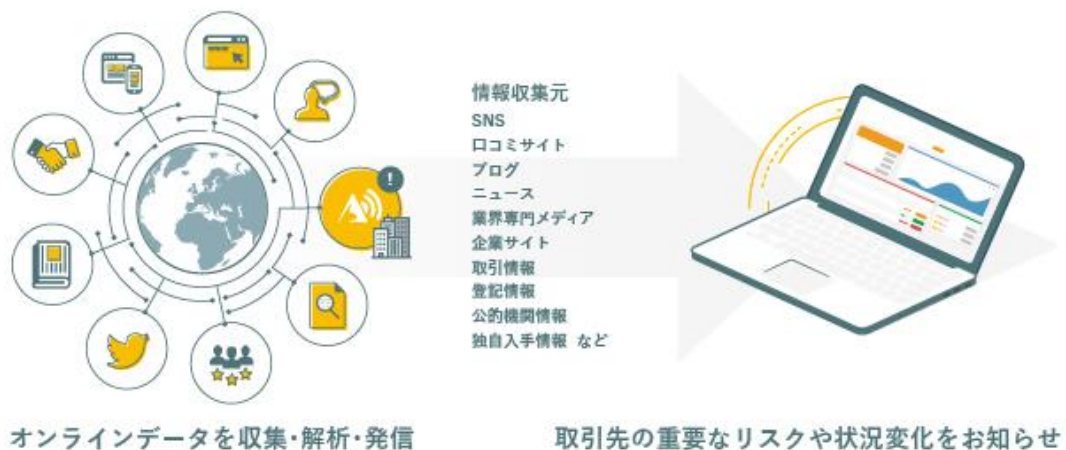 情報収集元
SNS
口コミサイト
ブログ
ニュース
業界専門メディア
企業サイト
取引情報
登記情報
公的機関情報
独自入手情報 など
オンラインデータを収集・解析・発信
取引先の重要なリスクや状況変化をお知らせ